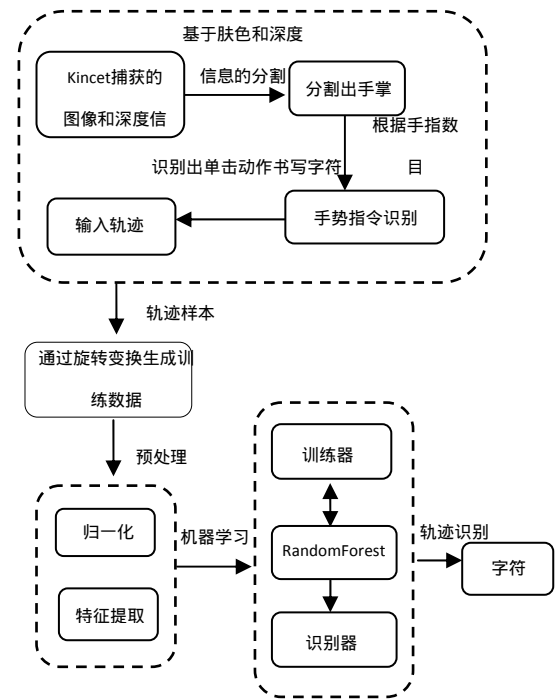 基于肤色和深度
信息的分割
Kincet捕获的
图像和深度信
分割出手掌
根据手指数
目
识别出单击动作书写字符
手势指令识别
输入轨迹
轨迹样本
通过旋转变换生成训
练数据
预处理
归一化
特征提取
机器学习
训练器
RandomForest
识别器
轨迹识别
字符